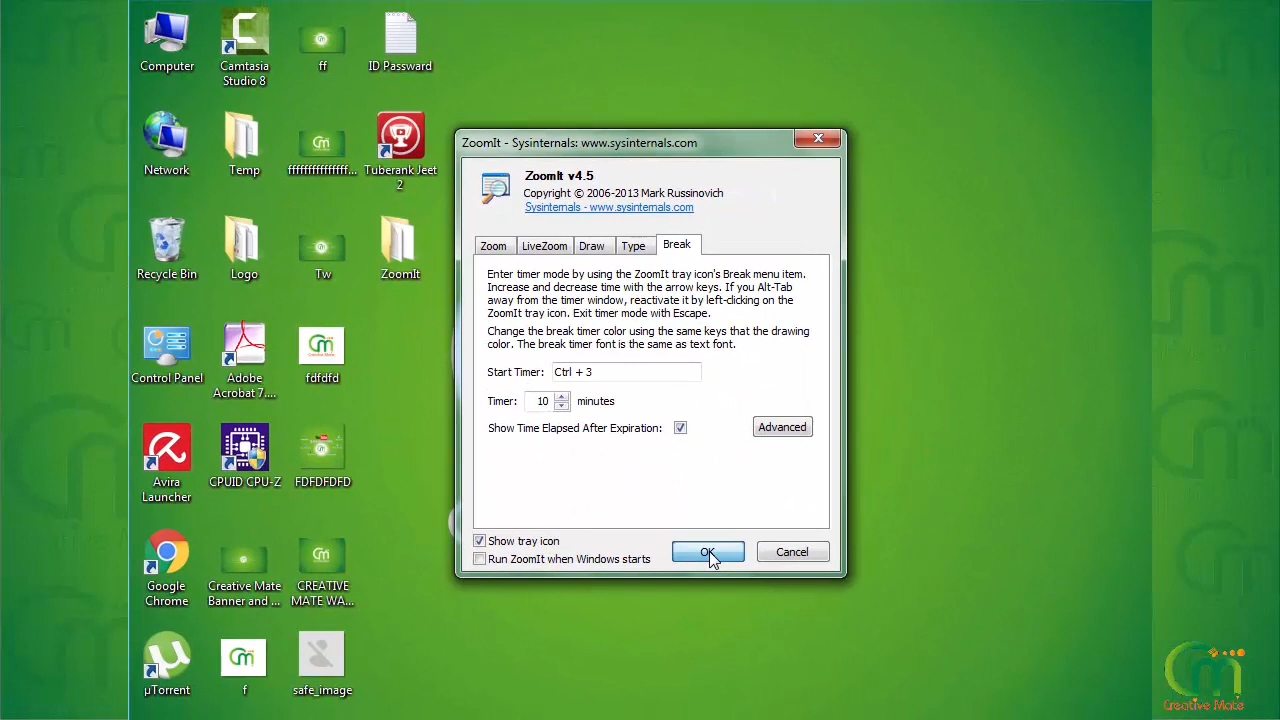 Computer
Camtasia
Studio 8
ff
ID Passward
Network
Temp
fffffffffffffff...
Tuberank Jeet
2
Recycle Bin
Logo
Tw
ZoomIt
Control Panel
Adobe
Acrobat 7....
Creative Mate
fdfdfd
Avira
Launcher
CPUID CPU-Z
FDFDFDFD
Google
Chrome
Creative Mate
Banner and ...
CREATIVE
MATE WA...
µTorrent
f
safe_image
ZoomIt - Sysinternals: www.sysinternals.com
ZoomIt v4.5
Copyright © 2006-2013 Mark Russinovich
Sysinternals - www.sysinternals.com
Zoom LiveZoom Draw Type Break
Enter timer mode by using the ZoomIt tray icon's Break menu item.
Increase and decrease time with the arrow keys. If you Alt-Tab
away from the timer window, reactivate it by left-clicking on the
ZoomIt tray icon. Exit timer mode with Escape.
Change the break timer color using the same keys that the drawing
color. The break timer font is the same as text font.
Start Timer: Ctrl + 3
Timer: 10 minutes
Show Time Elapsed After Expiration:
Advanced
Show tray icon
Run ZoomIt when Windows starts
OK Cancel
Creative Mate